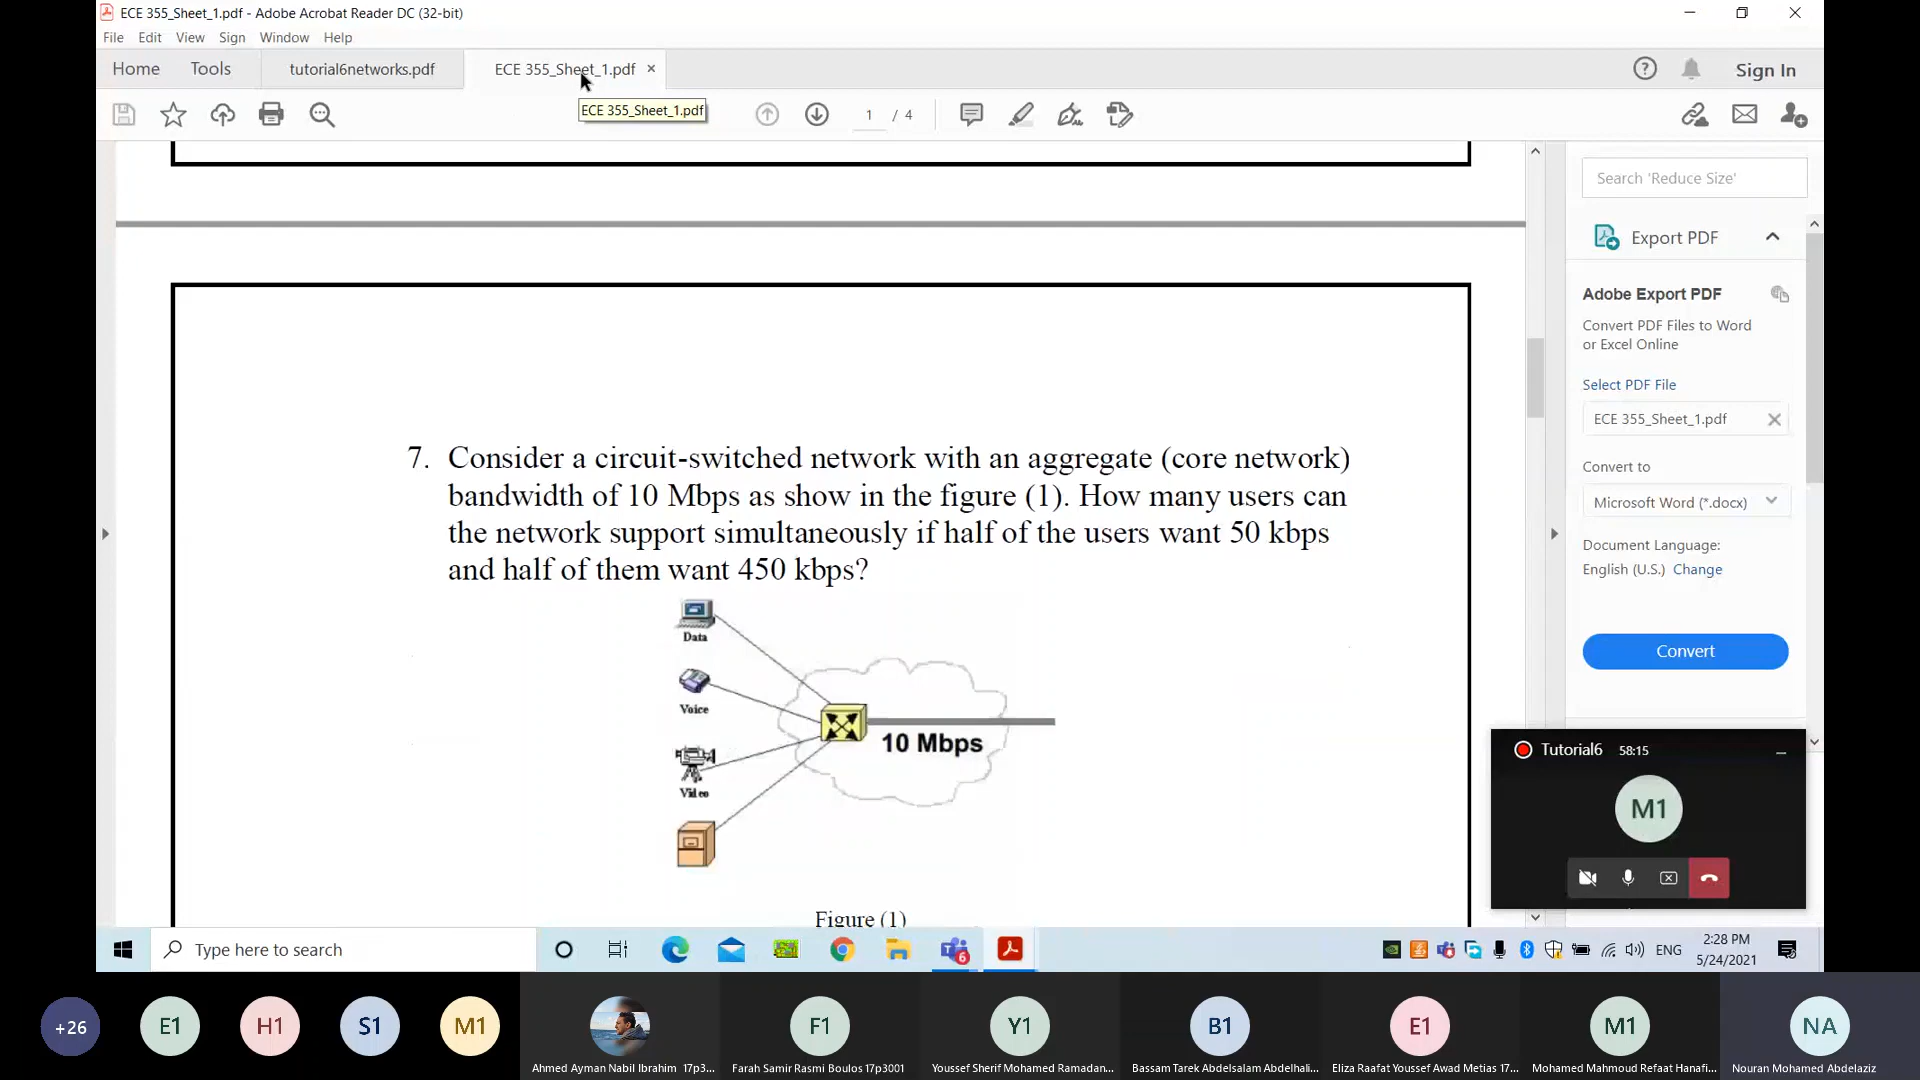 ECE 355_Sheet_1.pdf - Adobe Acrobat Reader DC (32-bit)
File Edit View Sign Window Help
Home Tools tutorial6networks.pdf ECE 355_Sheet_1.pdf × Sign In
ECE 355_Sheet_1.pdf
1 / 4
Search 'Reduce Size'
Export PDF
Adobe Export PDF
Convert PDF Files to Word
or Excel Online
Select PDF File
ECE 355_Sheet_1.pdf
Convert to
Microsoft Word (*.docx)
Document Language:
English (U.S.) Change
Convert
7. Consider a circuit-switched network with an aggregate (core network)
bandwidth of 10 Mbps as show in the figure (1). How many users can
the network support simultaneously if half of the users want 50 kbps
and half of them want 450 kbps?
Data
Voice
10 Mbps
Video
Figure (1)
Tutorial6 58:15
M1
Type here to search
6
ENG
2:28 PM
5/24/2021
+26 E1 H1 S1 M1 F1 Y1 B1 E1 M1 NA
Ahmed Ayman Nabil Ibrahim 17p3...
Farah Samir Rasmi Boulos 17p3001
Youssef Sherif Mohamed Ramadan...
Bassam Tarek Abdelsalam Abdelhali...
Eliza Raafat Youssef Awad Metias 17...
Mohamed Mahmoud Refaat Hanafi...
Nouran Mohamed Abdelaziz